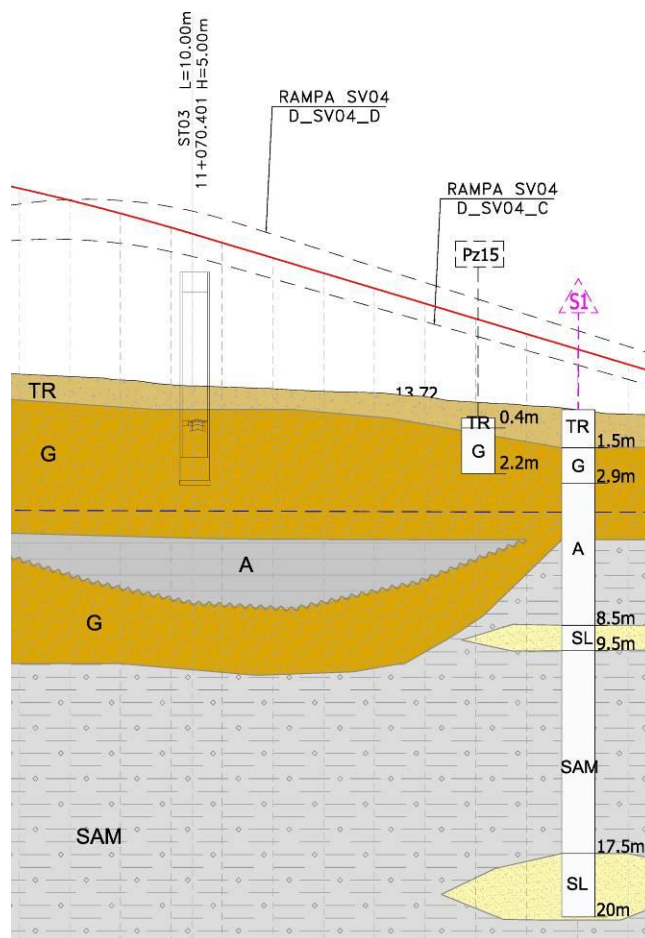 ST03 L=10.00m
11+070.401 H=5.00m
RAMPA SV04
D_SV04_D
RAMPA SV04
D_SV04_C
Pz15
S1
13.72
TR
TR
0.4m
TR
1.5m
G
G
2.2m
G
2.9m
A
A
G
8.5m
SL
9.5m
SAM
SAM
17.5m
SL
20m